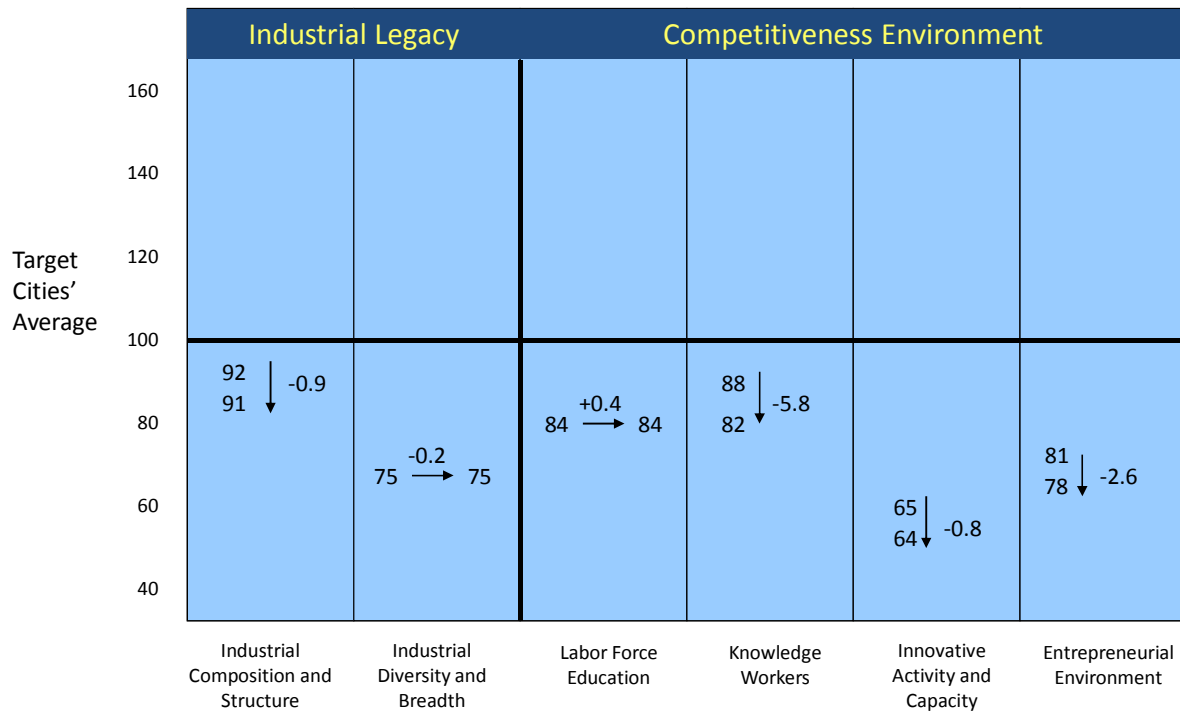 Industrial Legacy
Competitiveness Environment
160
140
120
100
80
60
40
Target
Cities’
Average
92
91
-0.9
-0.2
75
75
+0.4
84
84
88
82
-5.8
65
64
-0.8
81
78
-2.6
Industrial
Composition and
Structure
Industrial
Diversity and
Breadth
Labor Force
Education
Knowledge
Workers
Innovative
Activity and
Capacity
Entrepreneurial
Environment